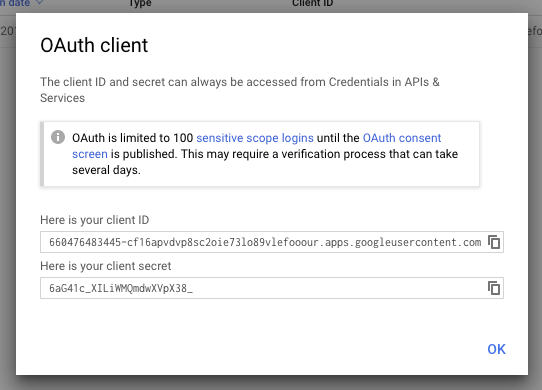 n date Type Client ID
OAuth client
The client ID and secret can always be accessed from Credentials in APIs &
Services
OAuth is limited to 100 sensitive scope logins until the OAuth consent
screen is published. This may require a verification process that can take
several days.
Here is your client ID
660476483445-cf16apvdvp8sc2oie73lo89vlefooour.apps.googleusercontent.com
Here is your client secret
6aG41c_XILiWMQmdwXVpX38_
OK